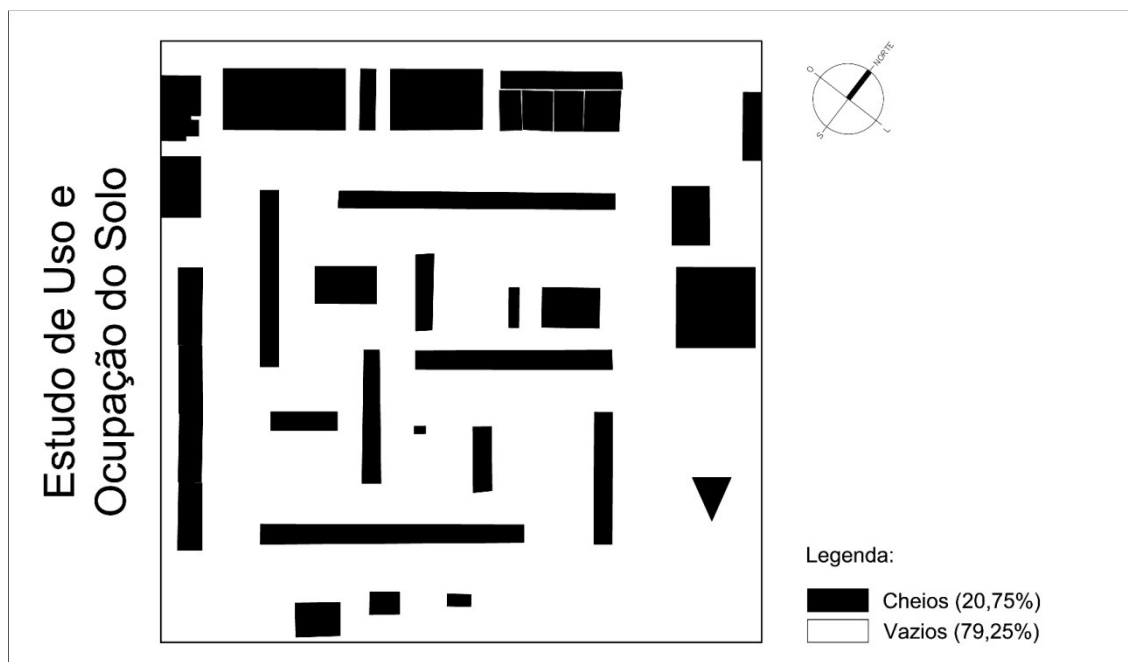 Estudo de Uso e
Ocupação do Solo
NORTE
O
S
L
Legenda:
Cheios (20,75%)
Vazios (79,25%)